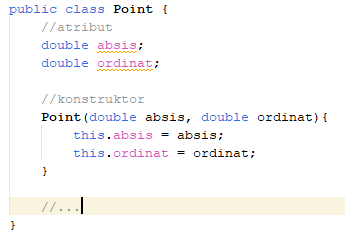 public class Point {
//atribut
double absis;
double ordinat;
//konstruktor
Point(double absis, double ordinat){
this.absis = absis;
this.ordinat = ordinat;
}
//...
}